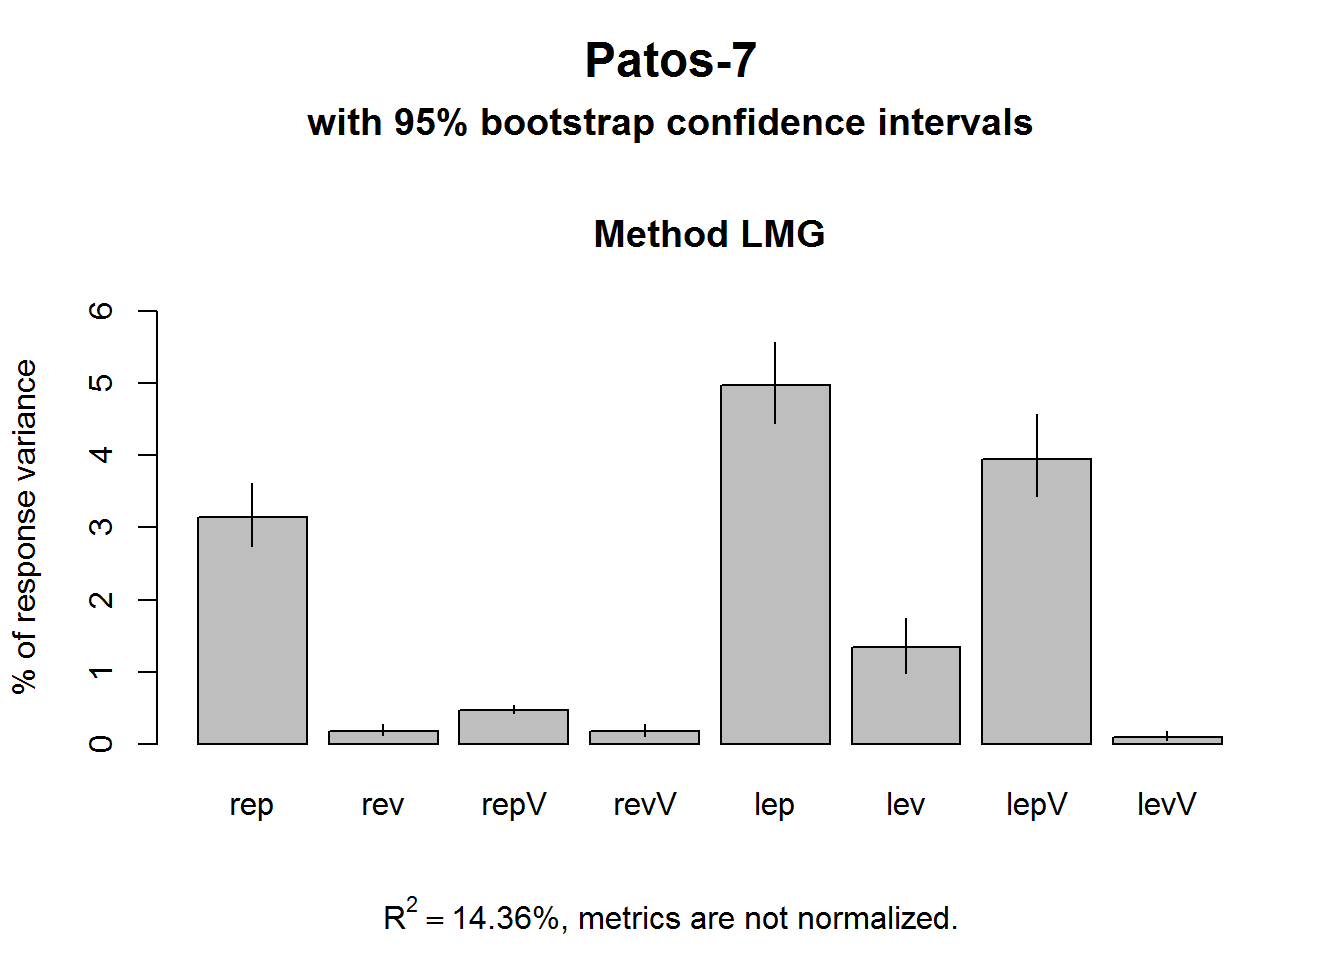 Patos-7
with 95% bootstrap confidence intervals
Method LMG
% of response variance
6
5
4
3
2
1
0
rep rev repV revV lep lev lepV levV
R² = 14.36%, metrics are not normalized.